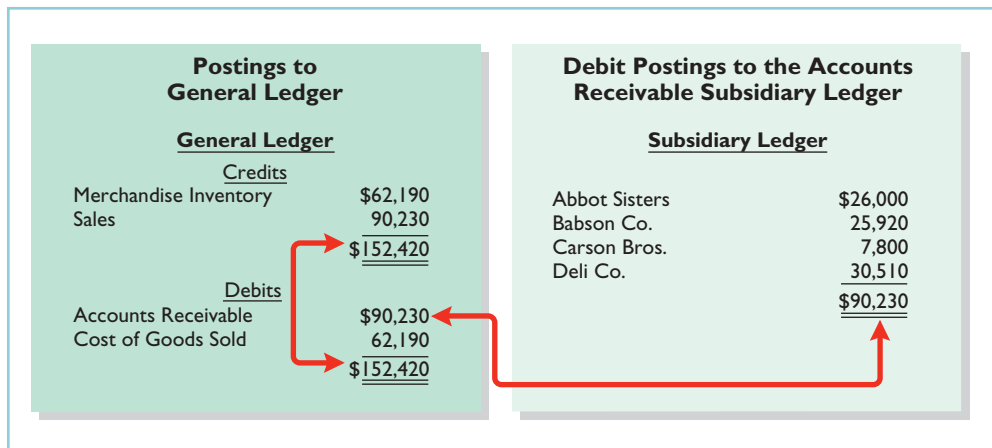 Postings to
General Ledger
General Ledger
Credits
Merchandise Inventory $62,190
Sales 90,230
$152,420
Debits
Accounts Receivable $90,230
Cost of Goods Sold 62,190
$152,420
Debit Postings to the Accounts
Receivable Subsidiary Ledger
Subsidiary Ledger
Abbot Sisters $26,000
Babson Co. 25,920
Carson Bros. 7,800
Deli Co. 30,510
$90,230